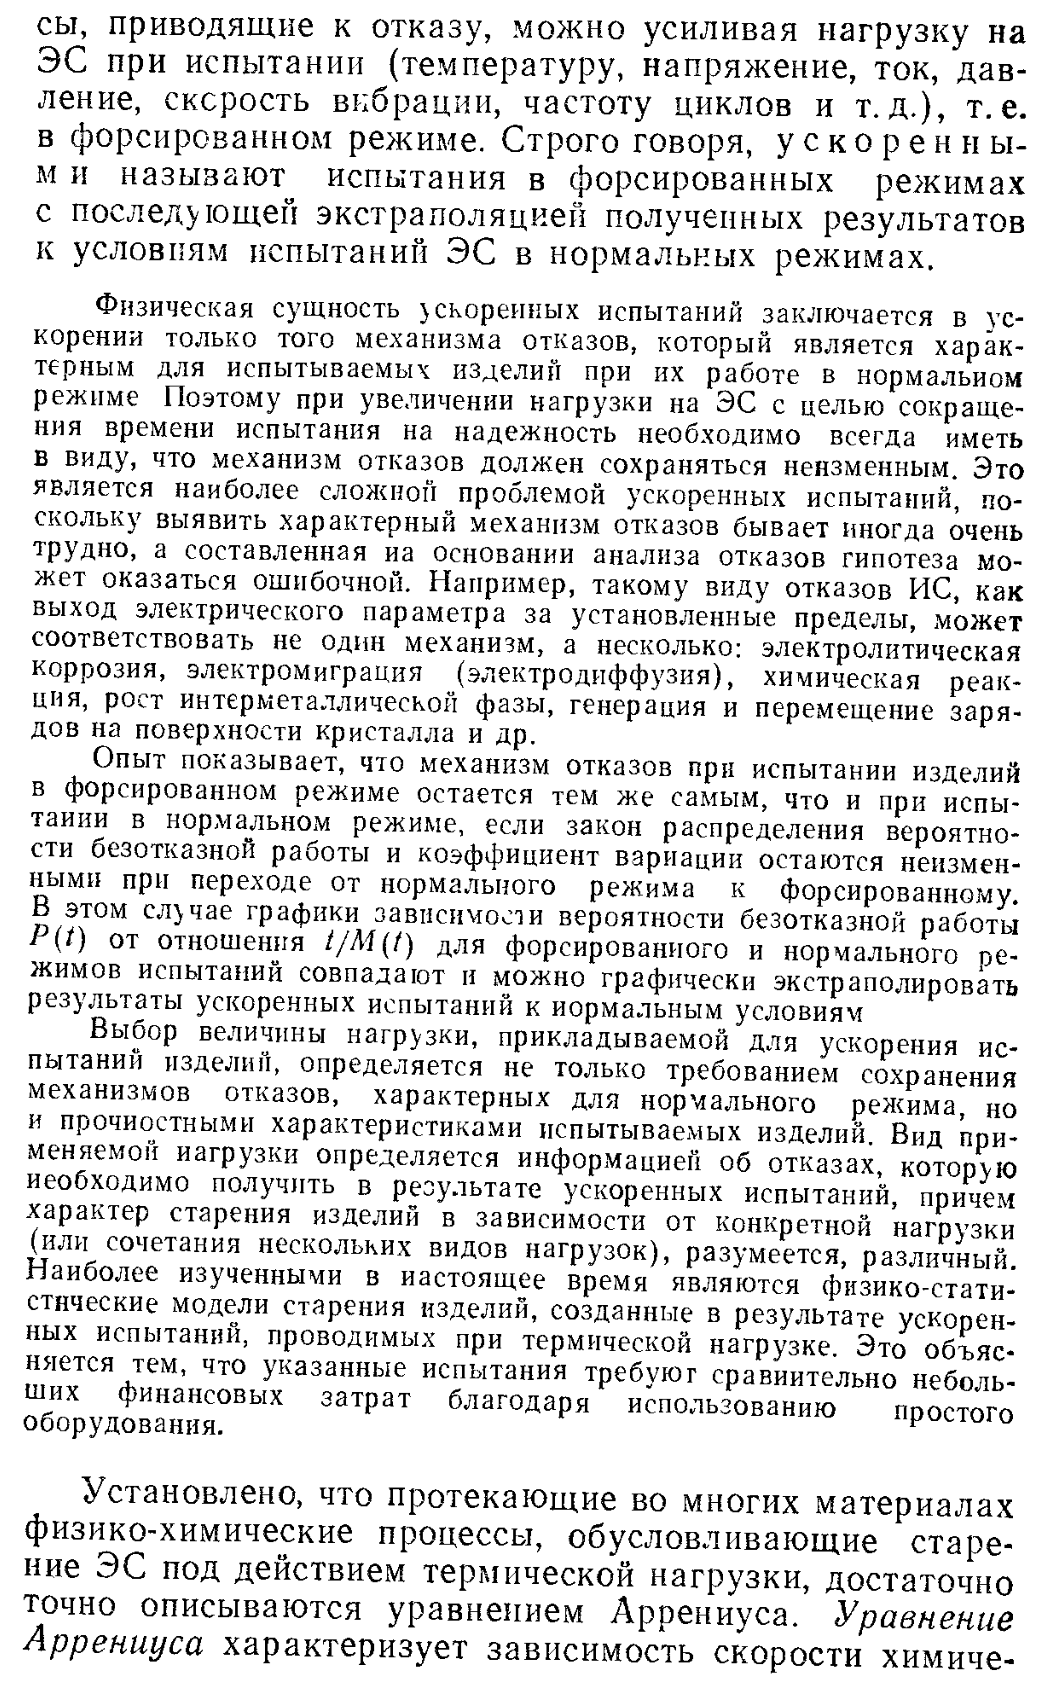 сы, приводящие к отказу, можно усиливая нагрузку на
ЭС при испытании (температуру, напряжение, ток, дав-
ление, скорость вибрации, частоту циклов и т. д.), т. е.
в форсированном режиме. Строго говоря, ускоренны-
ми называют испытания в форсированных режимах
с последующей экстраполяцией полученных результатов
к условиям испытаний ЭС в нормальных режимах.
Физическая сущность ускоренных испытаний заключается в ус-
корении только того механизма отказов, который является харак-
терным для испытываемых изделий при их работе в нормальном
режиме Поэтому при увеличении нагрузки на ЭС с целью сокраще-
ния времени испытания на надежность необходимо всегда иметь
в виду, что механизм отказов должен сохраняться неизменным. Это
является наиболее сложной проблемой ускоренных испытаний, по-
скольку выявить характерный механизм отказов бывает иногда очень
трудно, а составленная на основании анализа отказов гипотеза мо-
жет оказаться ошибочной. Например, такому виду отказов ИС, как
выход электрического параметра за установленные пределы, может
соответствовать не один механизм, а несколько: электролитическая
коррозия, электромиграция (электродиффузия), химическая реак-
ция, рост интерметаллической фазы, генерация и перемещение заря-
дов на поверхности кристалла и др.
Опыт показывает, что механизм отказов при испытании изделий
в форсированном режиме остается тем же самым, что и при испы-
тании в нормальном режиме, если закон распределения вероятно-
сти безотказной работы и коэффициент вариации остаются неизмен-
ными при переходе от нормального режима к форсированному.
В этом случае графики зависимости вероятности безотказной работы
P(t) от отношения t/M(t) для форсированного и нормального ре-
жимов испытаний совпадают и можно графически экстраполировать
результаты ускоренных испытаний к нормальным условиям
Выбор величины нагрузки, прикладываемой для ускорения ис-
пытаний изделий, определяется не только требованием сохранения
механизмов отказов, характерных для нормального режима, но
и прочностными характеристиками испытываемых изделий. Вид при-
меняемой нагрузки определяется информацией об отказах, которую
необходимо получить в результате ускоренных испытаний, причем
характер старения изделий в зависимости от конкретной нагрузки
(или сочетания нескольких видов нагрузок), разумеется, различный.
Наиболее изученными в настоящее время являются физико-стати-
стические модели старения изделий, созданные в результате ускорен-
ных испытаний, проводимых при термической нагрузке. Это объяс-
няется тем, что указанные испытания требуют сравнительно неболь-
ших финансовых затрат благодаря использованию простого
оборудования.
Установлено, что протекающие во многих материалах
физико-химические процессы, обусловливающие старе-
ние ЭС под действием термической нагрузки, достаточно
точно описываются уравнением Аррениуса. Уравнение
Аррениуса характеризует зависимость скорости химиче-